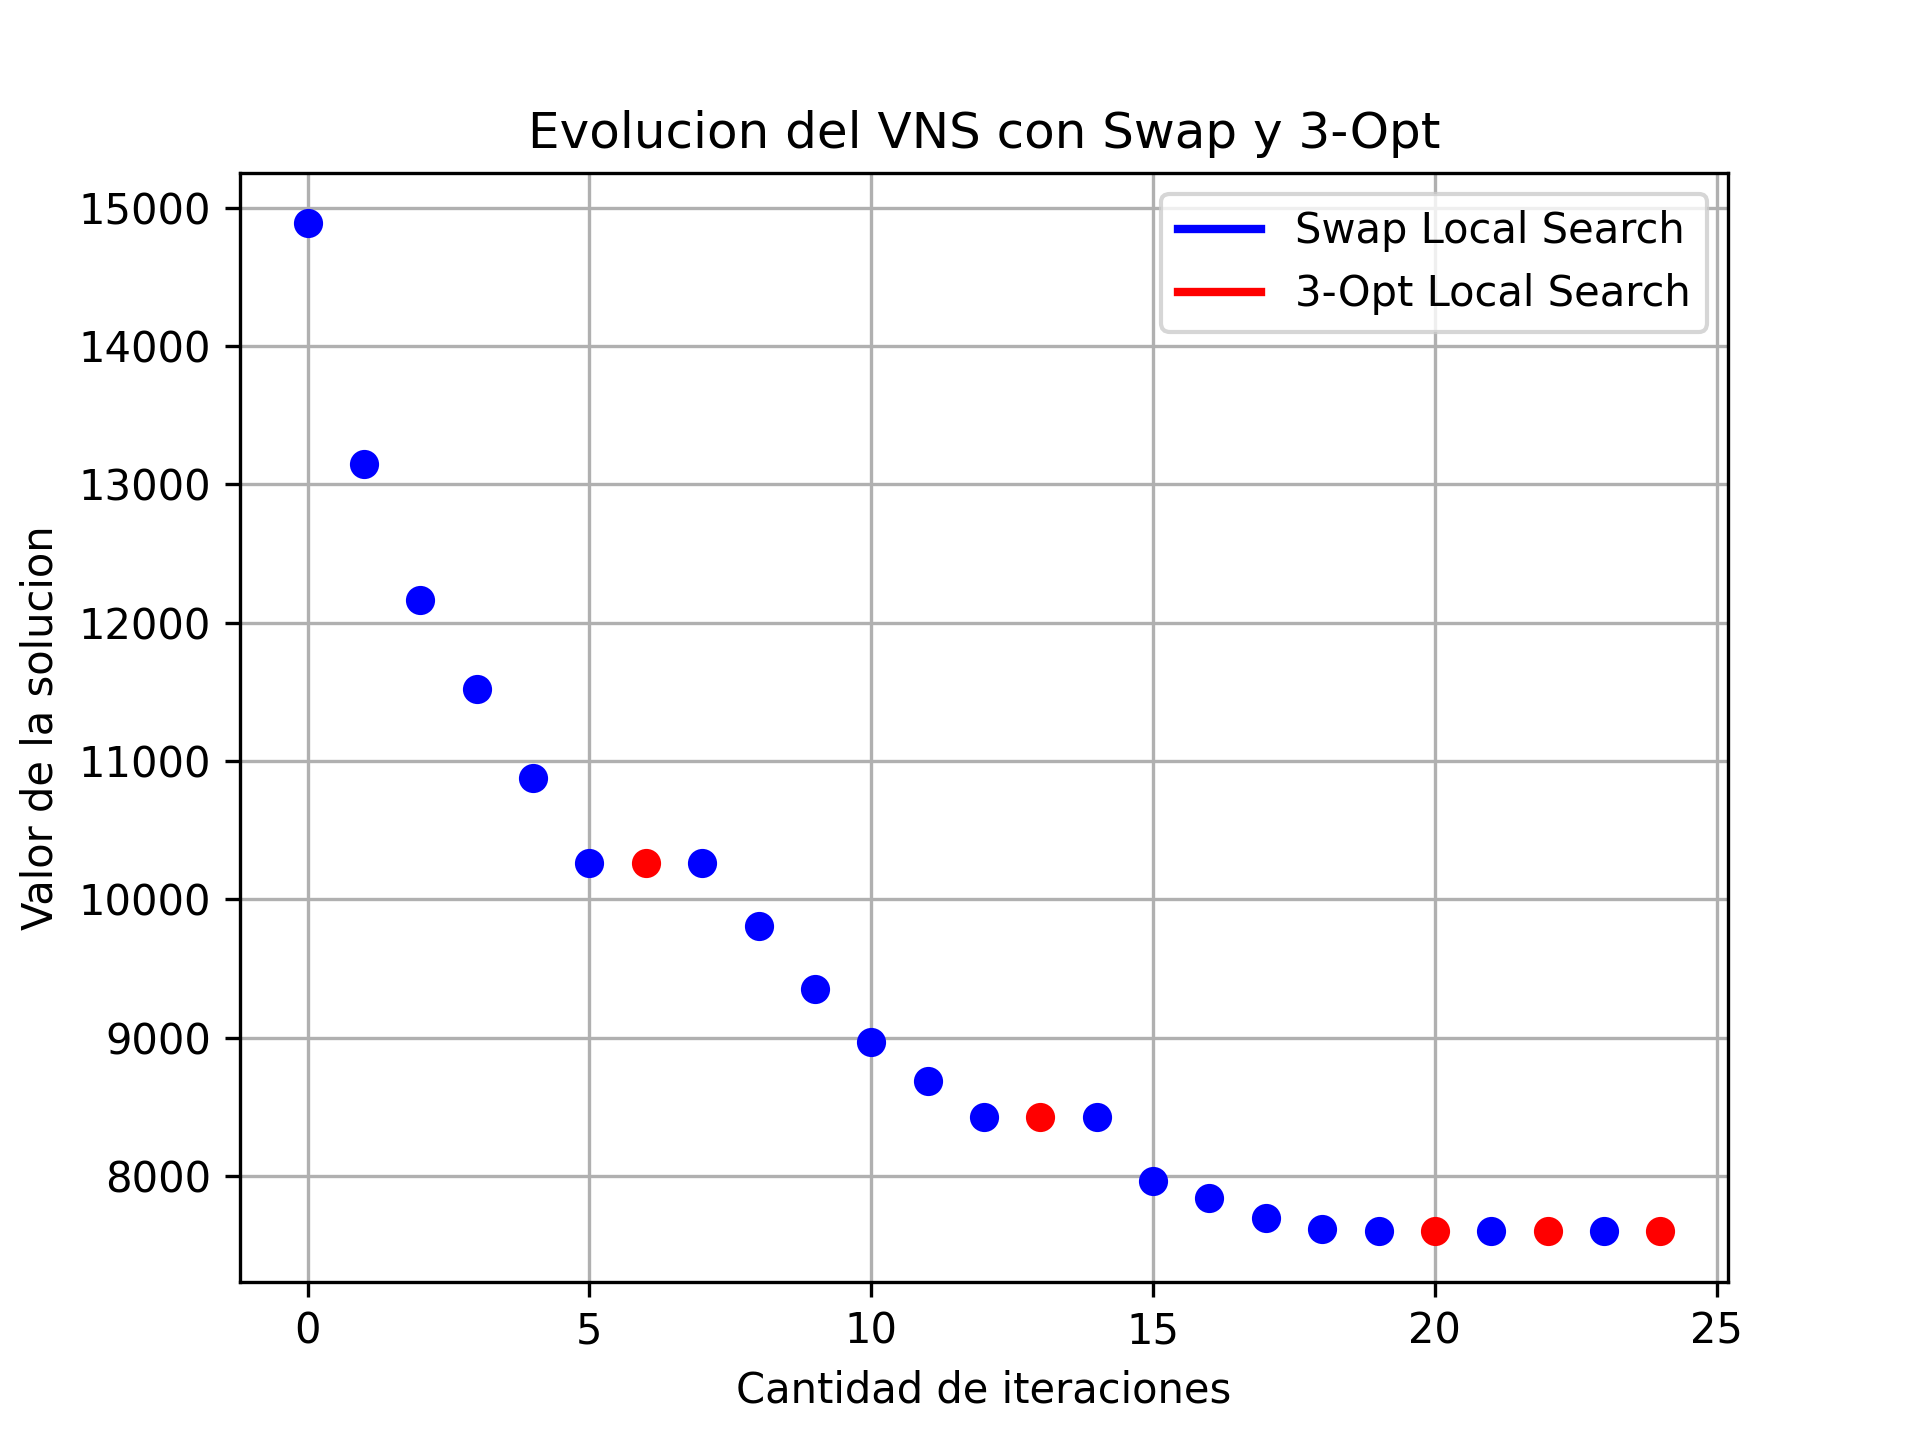 Evolucion del VNS con Swap y 3-Opt
15000
14000
13000
12000
11000
10000
9000
8000
Valor de la solucion
Swap Local Search
3-Opt Local Search
0 5 10 15 20 25
Cantidad de iteraciones